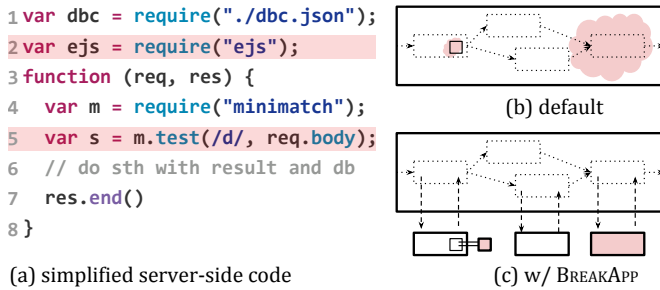 1 var dbc = require("./dbc.json");
2 var ejs = require("ejs");
3 function (req, res) {
4   var m = require("minimatch");
5   var s = m.test(/d/, req.body);
6   // do sth with result and db
7   res.end()
8 }
(a) simplified server-side code
(b) default
(c) w/ BREAKAPP